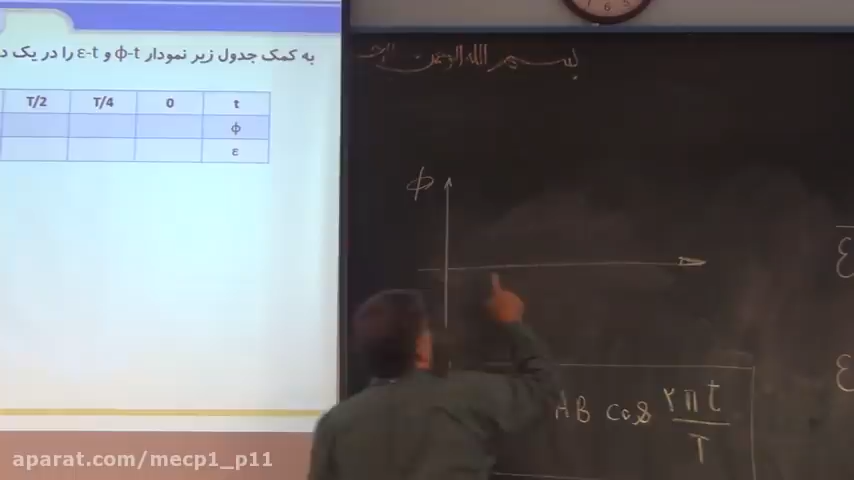 به کمک جدول زیر نمودار ϕ-t و ε-t را در یک
T/2 T/4 0 t
ϕ
ε
بسم الله الرحمن الرحیم
ϕ
ε
ε
AB cos ۲πt
T
aparat.com/mecp1_p11